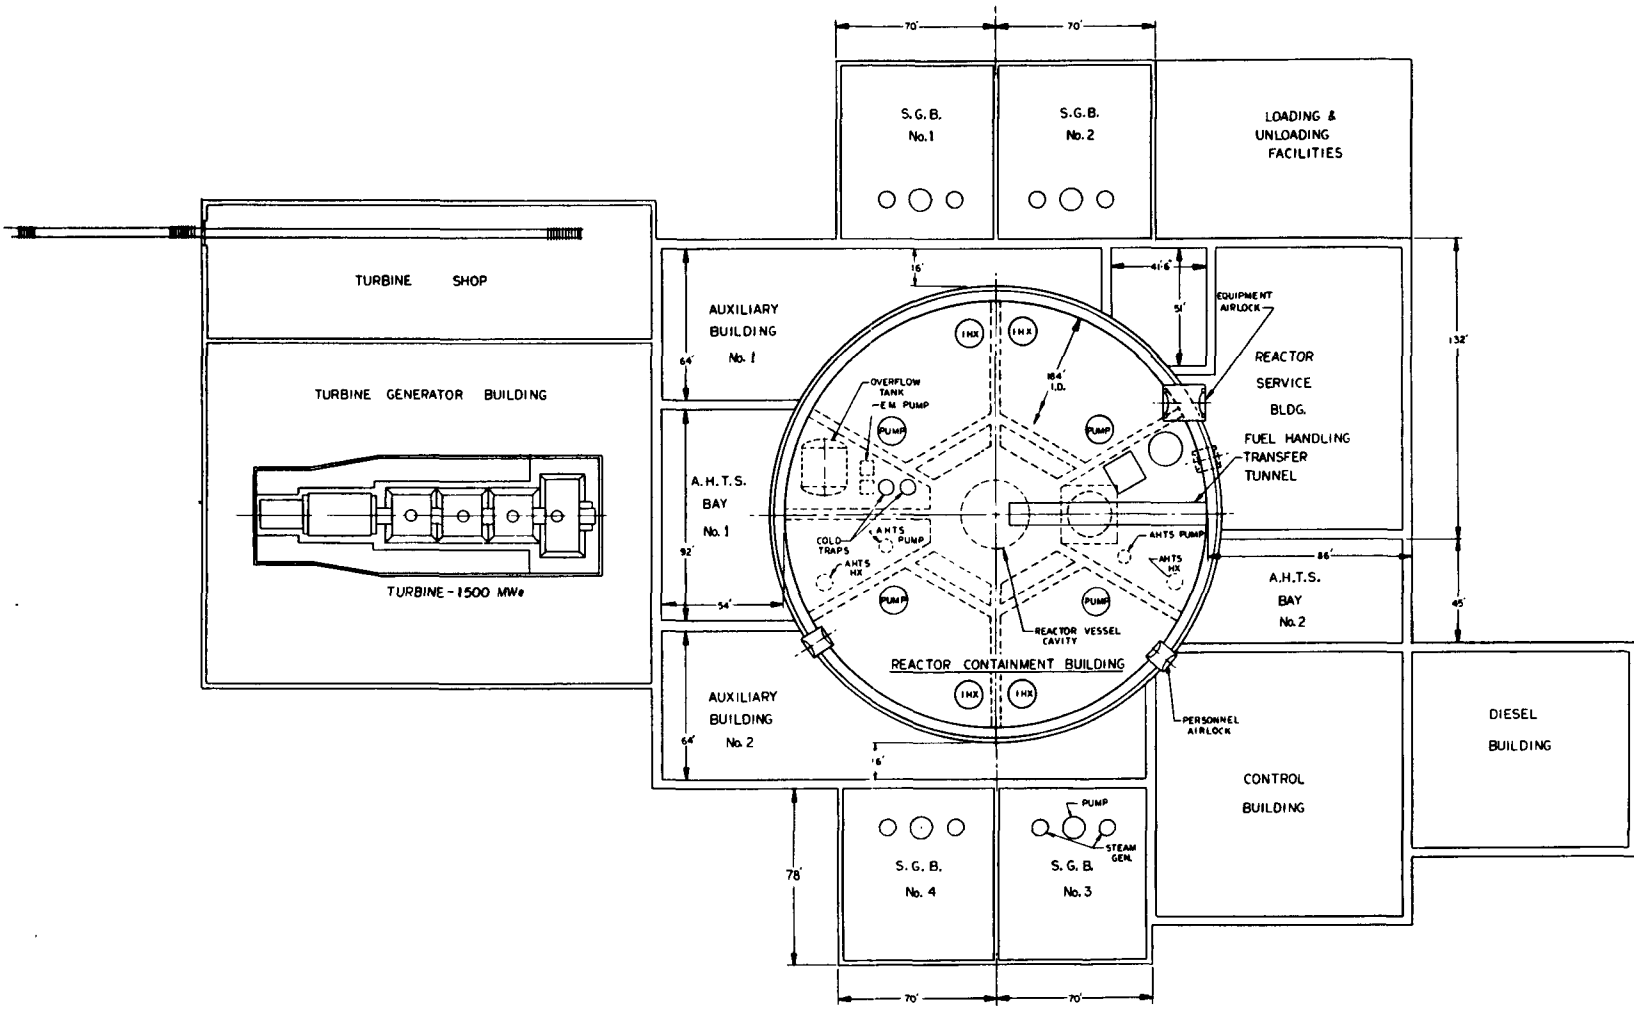 70'
70'
S.G.B.
No.1
S.G.B.
No.2
LOADING &
UNLOADING
FACILITIES
TURBINE SHOP
16'
41'6"
51'
EQUIPMENT
AIRLOCK
132'
AUXILIARY
BUILDING
No. 1
64'
IHX
IHX
184'
I.D.
REACTOR
SERVICE
BLDG.
TURBINE GENERATOR BUILDING
OVERFLOW
TANK
E M PUMP
PUMP
PUMP
FUEL HANDLING
TRANSFER
TUNNEL
A.H.T.S.
BAY
No. 1
92'
54'
COLD
TRAPS
AHTS
PUMP
AHTS
HX
AHTS PUMP
AHTS
HX
86'
A.H.T.S.
BAY
No. 2
45'
TURBINE - 1500 MWe
PUMP
PUMP
REACTOR VESSEL
CAVITY
REACTOR CONTAINMENT BUILDING
AUXILIARY
BUILDING
No. 2
64'
IHX
IHX
PERSONNEL
AIRLOCK
DIESEL
BUILDING
16'
CONTROL
BUILDING
PUMP
STEAM
GEN.
78'
S. G. B.
No. 4
S. G. B.
No. 3
70'
70'